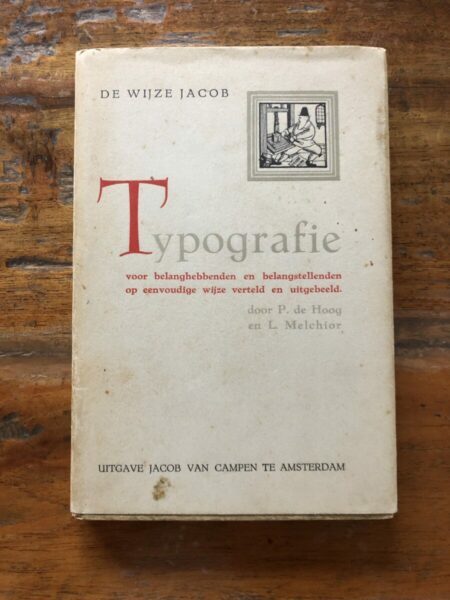 DE WIJZE JACOB
Typografie
voor belanghebbenden en belangstellenden
op eenvoudige wijze verteld en uitgebeeld.
door P. de Hoog
en L. Melchior
UITGAVE JACOB VAN CAMPEN TE AMSTERDAM